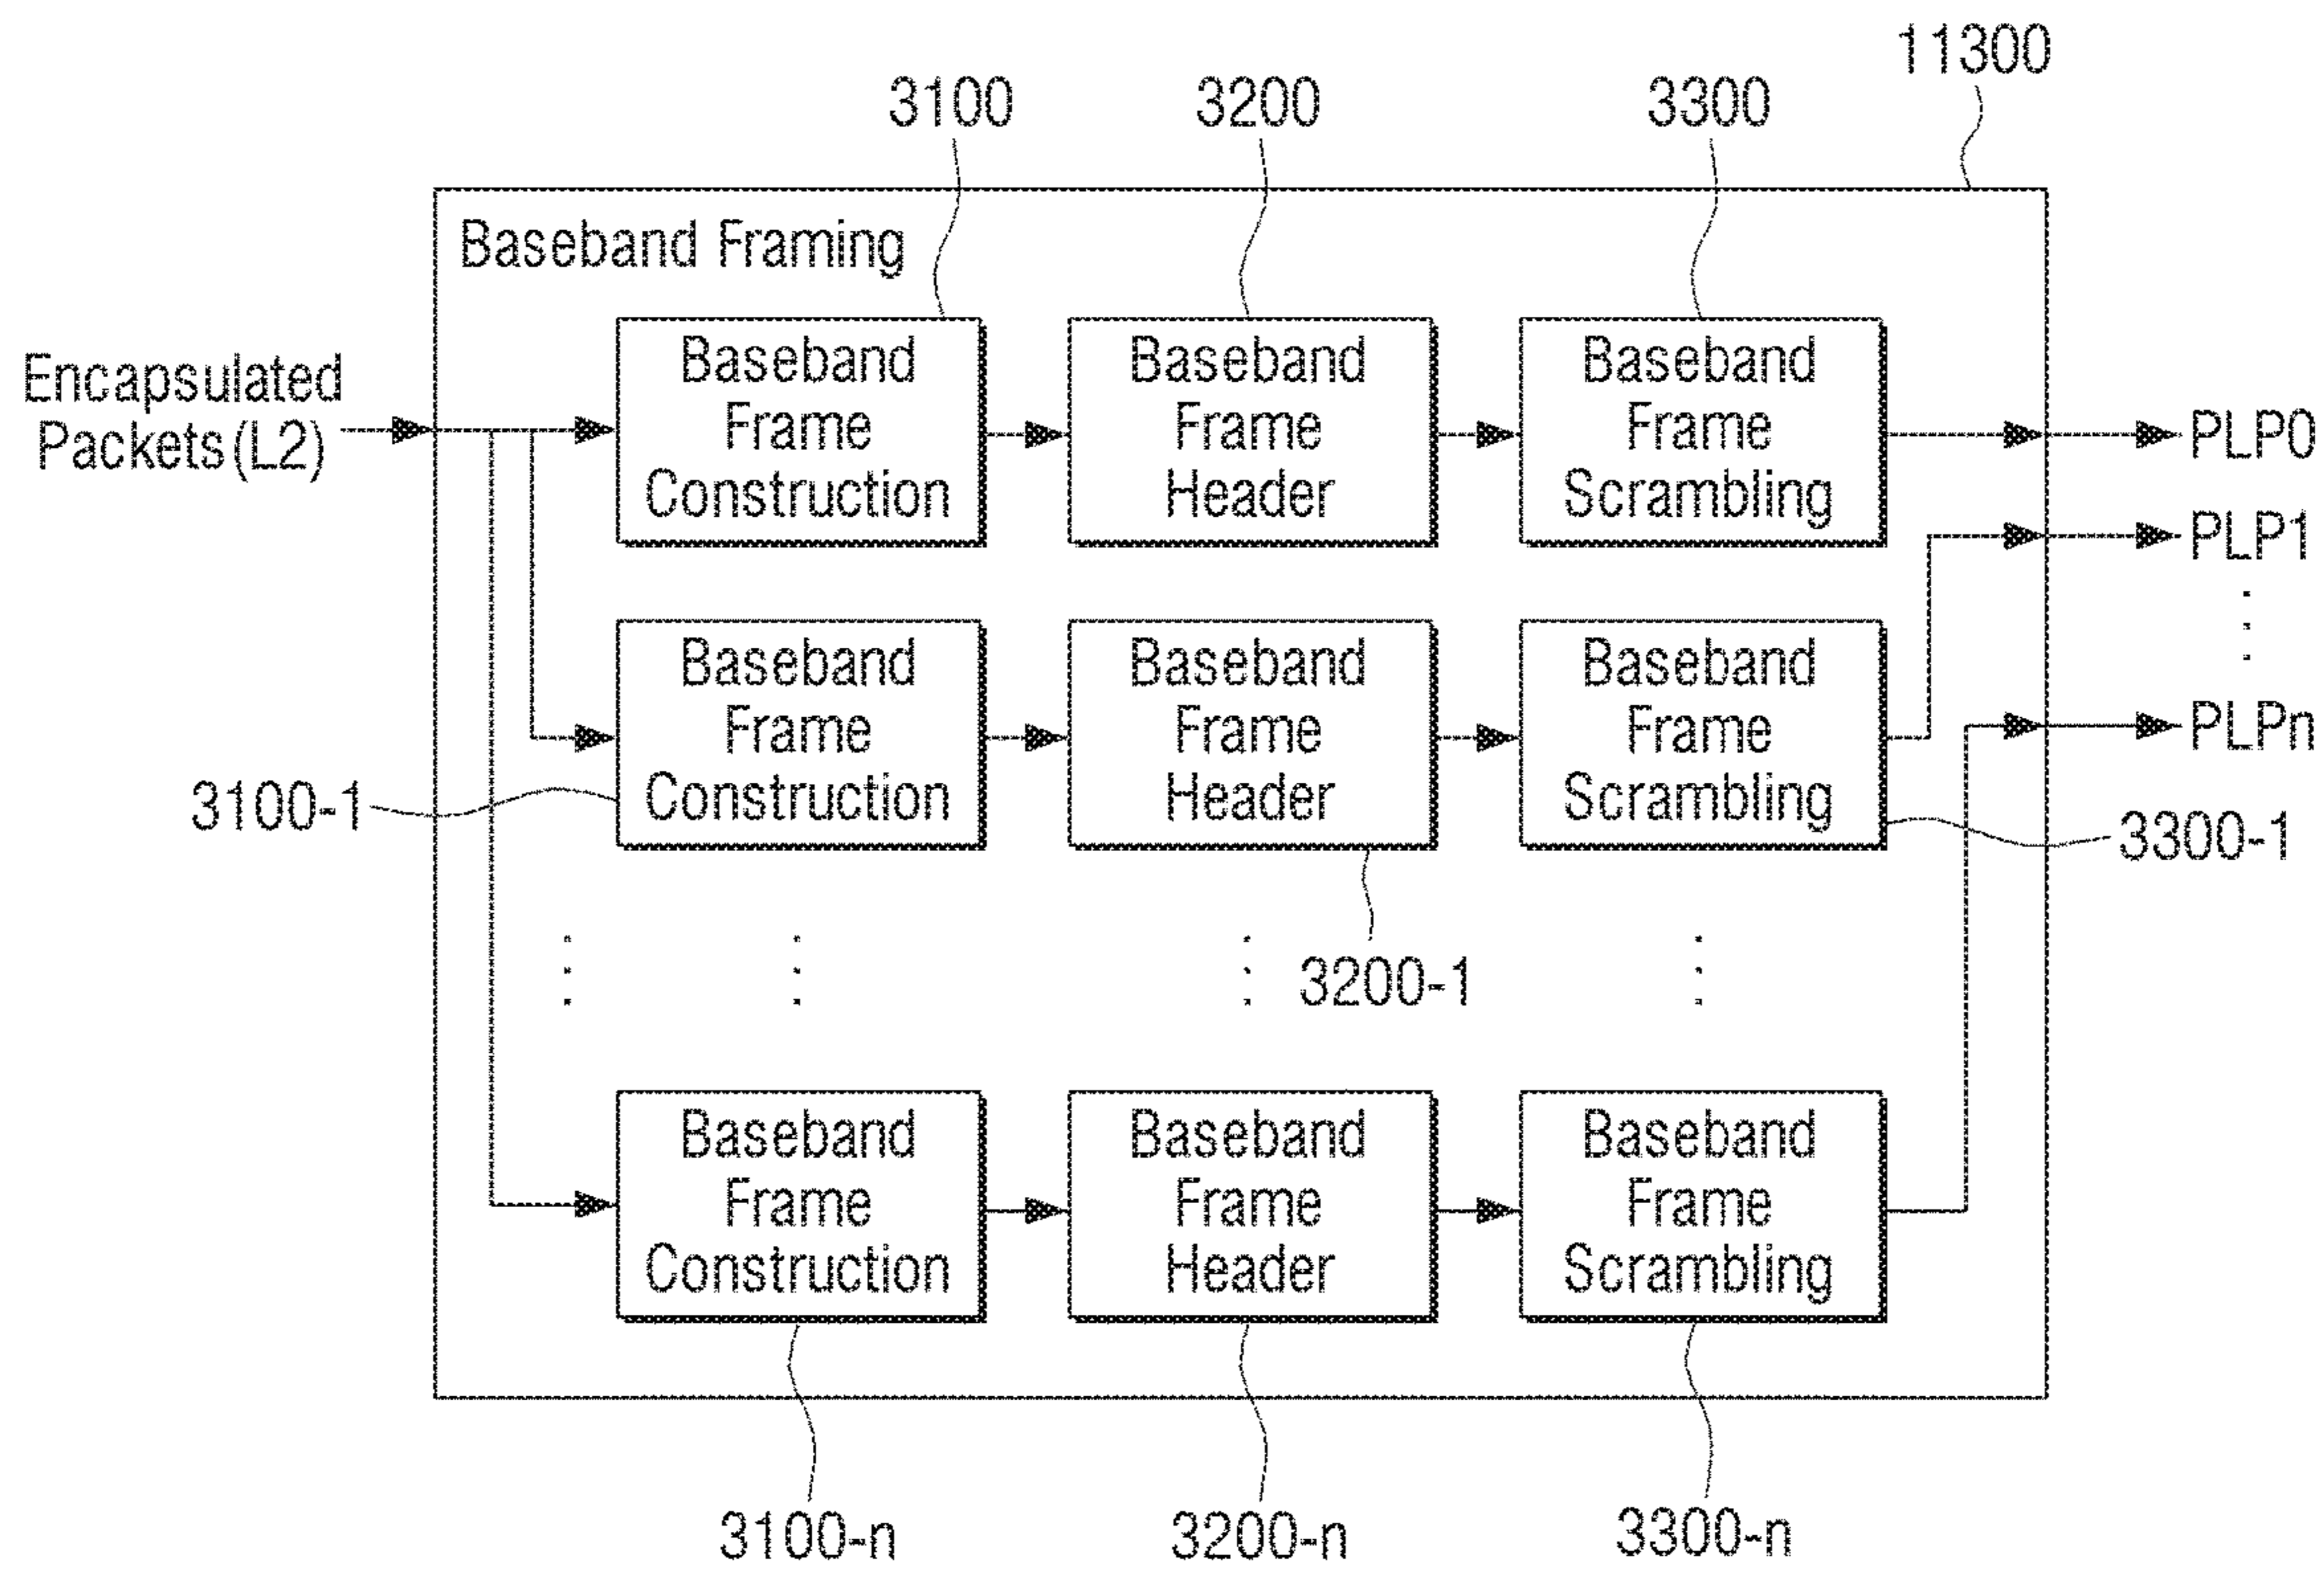 11300
3100
3200
3300
Baseband Framing
Encapsulated
Packets(L2)
Baseband
Frame
Construction
Baseband
Frame
Header
Baseband
Frame
Scrambling
PLP0
PLP1
PLPn
Baseband
Frame
Construction
Baseband
Frame
Header
Baseband
Frame
Scrambling
3100-1
3200-1
3300-1
Baseband
Frame
Construction
Baseband
Frame
Header
Baseband
Frame
Scrambling
3100-n
3200-n
3300-n